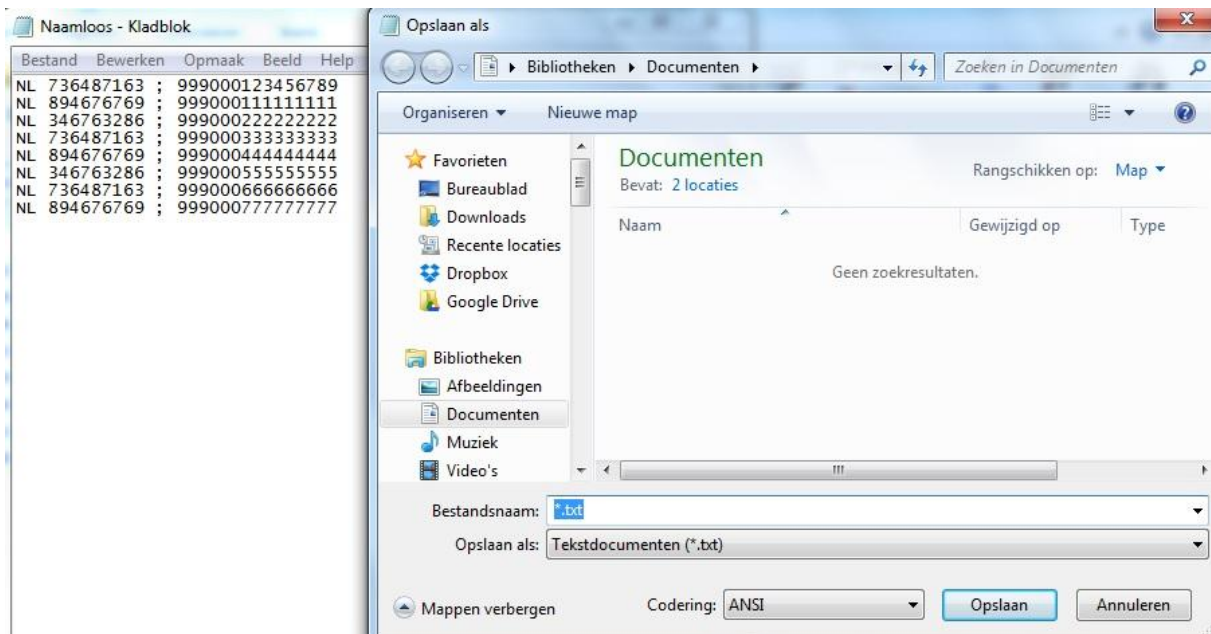 Naamloos - Kladblok
Bestand Bewerken Opmaak Beeld Help
NL 736487163 ; 999000123456789
NL 894676769 ; 999000111111111
NL 346763286 ; 999000222222222
NL 736487163 ; 999000333333333
NL 894676769 ; 999000444444444
NL 346763286 ; 999000555555555
NL 736487163 ; 999000666666666
NL 894676769 ; 999000777777777
Opslaan als
Bibliotheken Documenten
Zoeken in Documenten
Organiseren Nieuwe map
Favorieten
Bureaublad
Downloads
Recente locaties
Dropbox
Google Drive
Bibliotheken
Afbeeldingen
Documenten
Muziek
Video's
Documenten
Bevat: 2 locaties
Rangschikken op: Map
Naam Gewijzigd op Type
Geen zoekresultaten.
Bestandsnaam: *.txt
Opslaan als: Tekstdocumenten (*.txt)
Mappen verbergen
Codering: ANSI
Opslaan
Annuleren